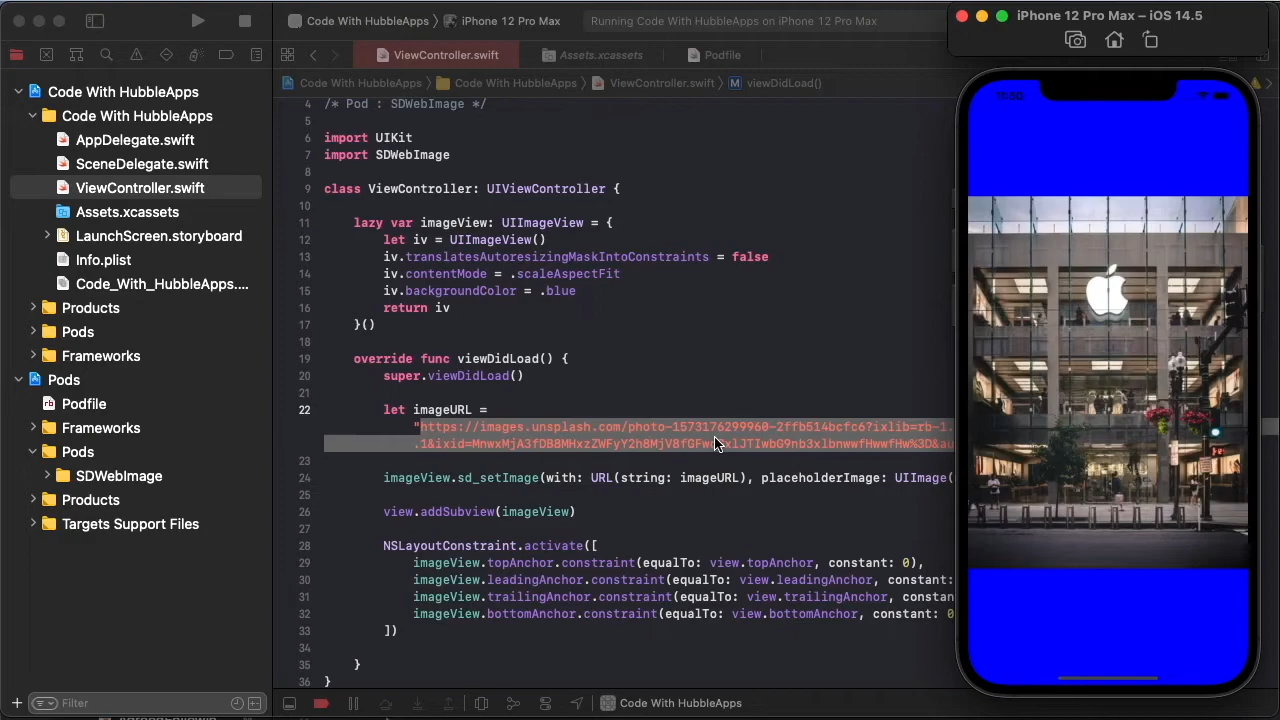 Code With HubbleApps
iPhone 12 Pro Max
Running Code With HubbleApps on iPhone 12 Pro Max
iPhone 12 Pro Max – iOS 14.5
ViewController.swift
Assets.xcassets
Podfile
Code With HubbleApps
Code With HubbleApps
ViewController.swift
M
viewDidLoad()
Code With HubbleApps
Code With HubbleApps
AppDelegate.swift
SceneDelegate.swift
ViewController.swift
Assets.xcassets
LaunchScreen.storyboard
Info.plist
Code_With_HubbleApps....
Products
Pods
Frameworks
Pods
Podfile
Frameworks
Pods
SDWebImage
Products
Targets Support Files
Filter
4 /* Pod : SDWebImage */
5
6 import UIKit
7 import SDWebImage
8
9 class ViewController: UIViewController {
10
11 lazy var imageView: UIImageView = {
12 let iv = UIImageView()
13 iv.translatesAutoresizingMaskIntoConstraints = false
14 iv.contentMode = .scaleAspectFit
15 iv.backgroundColor = .blue
16 return iv
17 }()
18
19 override func viewDidLoad() {
20 super.viewDidLoad()
21
22 let imageURL =
"https://images.unsplash.com/photo-1573176299960-2ffb514bcfc6?ixlib=rb-1.
23
24 imageView.sd_setImage(with: URL(string: imageURL), placeholderImage: UIImage(
25
26 view.addSubview(imageView)
27
28 NSLayoutConstraint.activate([
29 imageView.topAnchor.constraint(equalTo: view.topAnchor, constant: 0),
30 imageView.leadingAnchor.constraint(equalTo: view.leadingAnchor, constant:
31 imageView.trailingAnchor.constraint(equalTo: view.trailingAnchor, constan
32 imageView.bottomAnchor.constraint(equalTo: view.bottomAnchor, constant: 0
33 ])
34
35 }
36 }
Code With HubbleApps